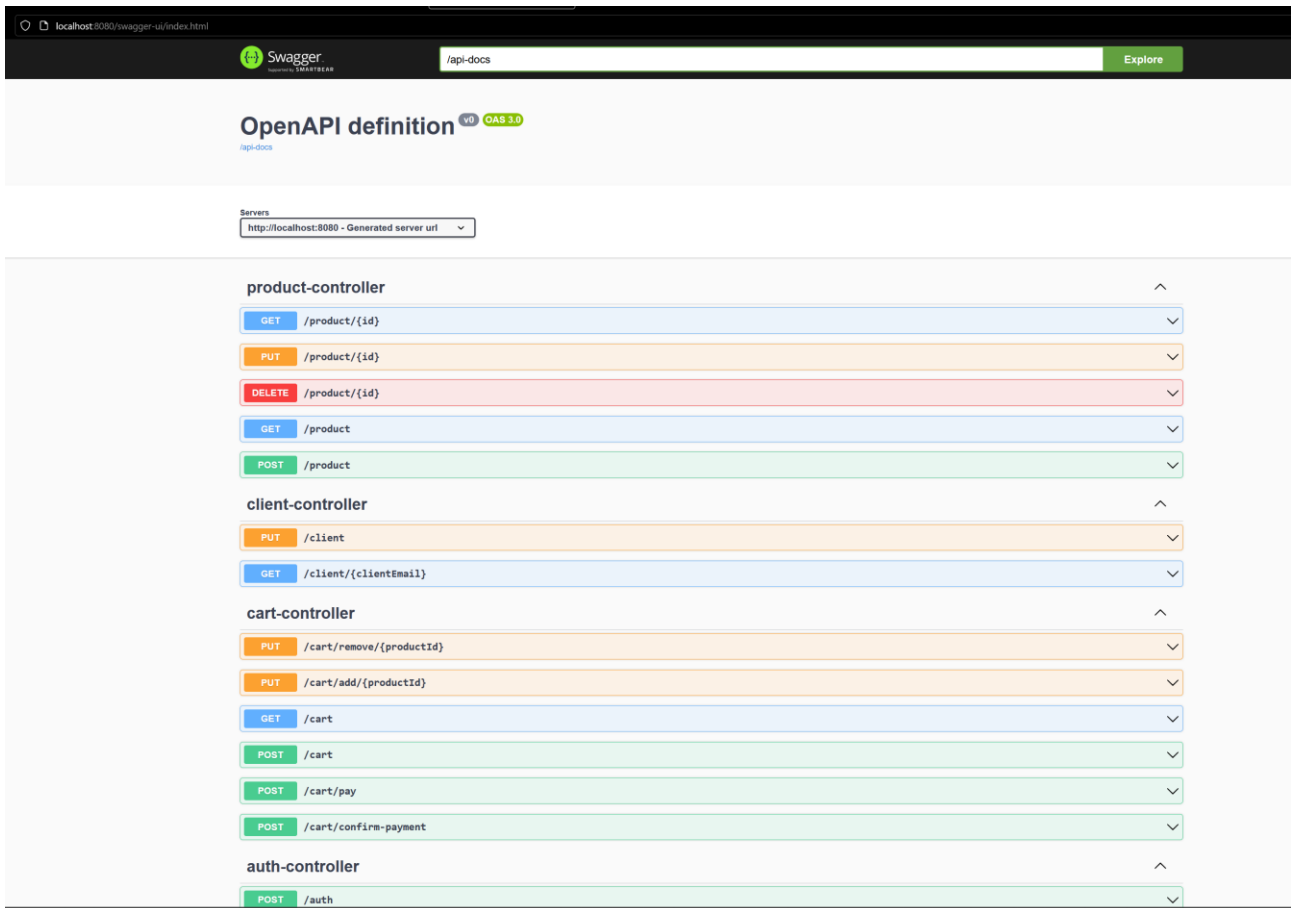 localhost:8080/swagger-ui/index.html
Swagger.
Supported by SMARTBEAR
/api-docs
Explore
OpenAPI definition v0 OAS 3.0
/api-docs
Servers
http://localhost:8080 - Generated server url
product-controller
GET /product/{id}
PUT /product/{id}
DELETE /product/{id}
GET /product
POST /product
client-controller
PUT /client
GET /client/{clientEmail}
cart-controller
PUT /cart/remove/{productId}
PUT /cart/add/{productId}
GET /cart
POST /cart
POST /cart/pay
POST /cart/confirm-payment
auth-controller
POST /auth